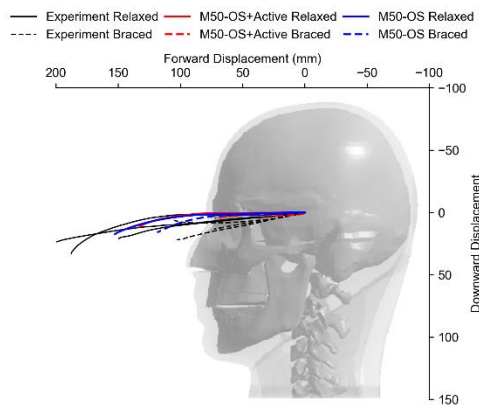 Experiment Relaxed M50-OS+Active Relaxed M50-OS Relaxed
Experiment Braced M50-OS+Active Braced M50-OS Braced
Forward Displacement (mm)
200 150 100 50 0 −50 −100
−100
−50
0
50
100
150
Downward Displacement